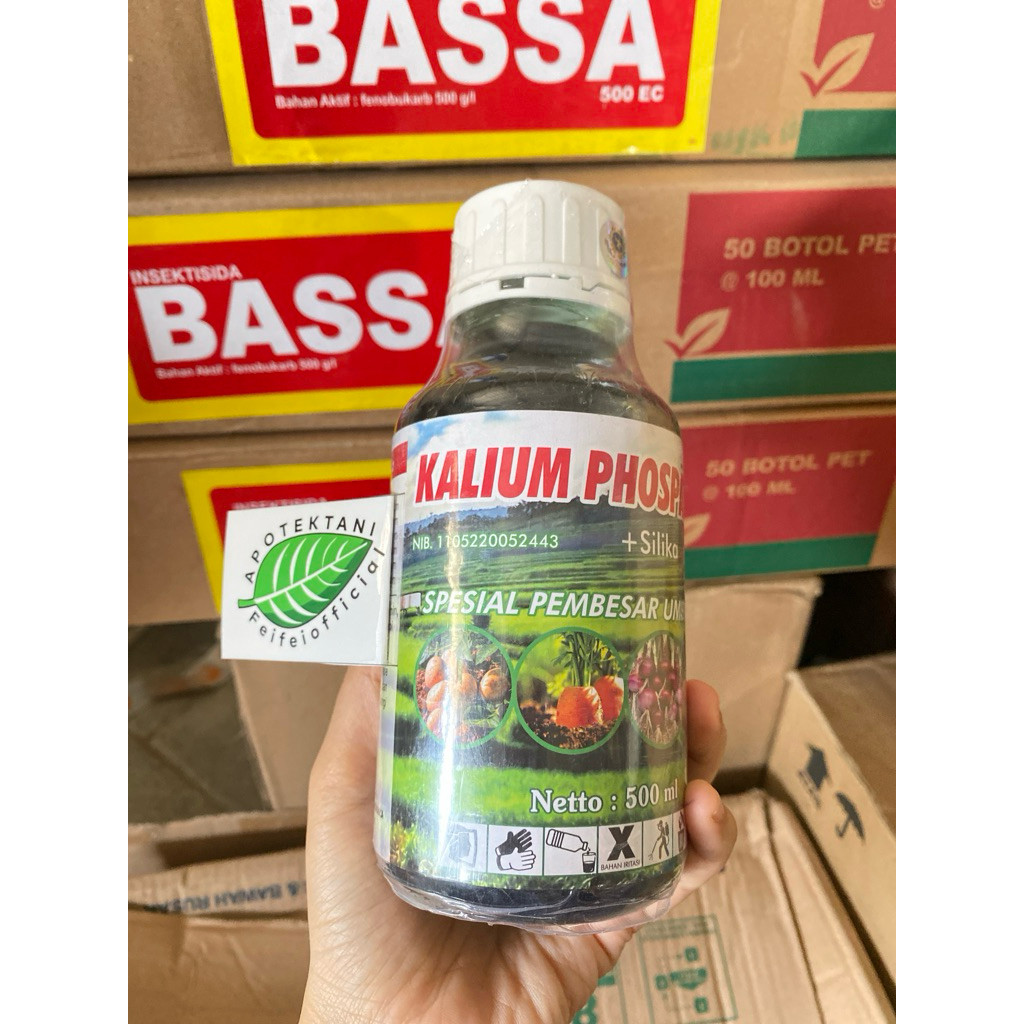 BASSA
Bahan Aktif : fenobukarb 500 g/l
500 EC
INSEKTISIDA
BASSA
Bahan Aktif : fenobukarb 500 g/l
50 BOTOL PET
@ 100 ML
50 BOTOL PET
@ 100 ML
INSEKTISIDA
APOTEKTANI
Feifeiofficial
KALIUM PHOSP
NIB. 1105220052443
+Silika
SPESIAL PEMBESAR UM
Netto : 500 ml
X
BAHAN IRITASI
& BAWAH